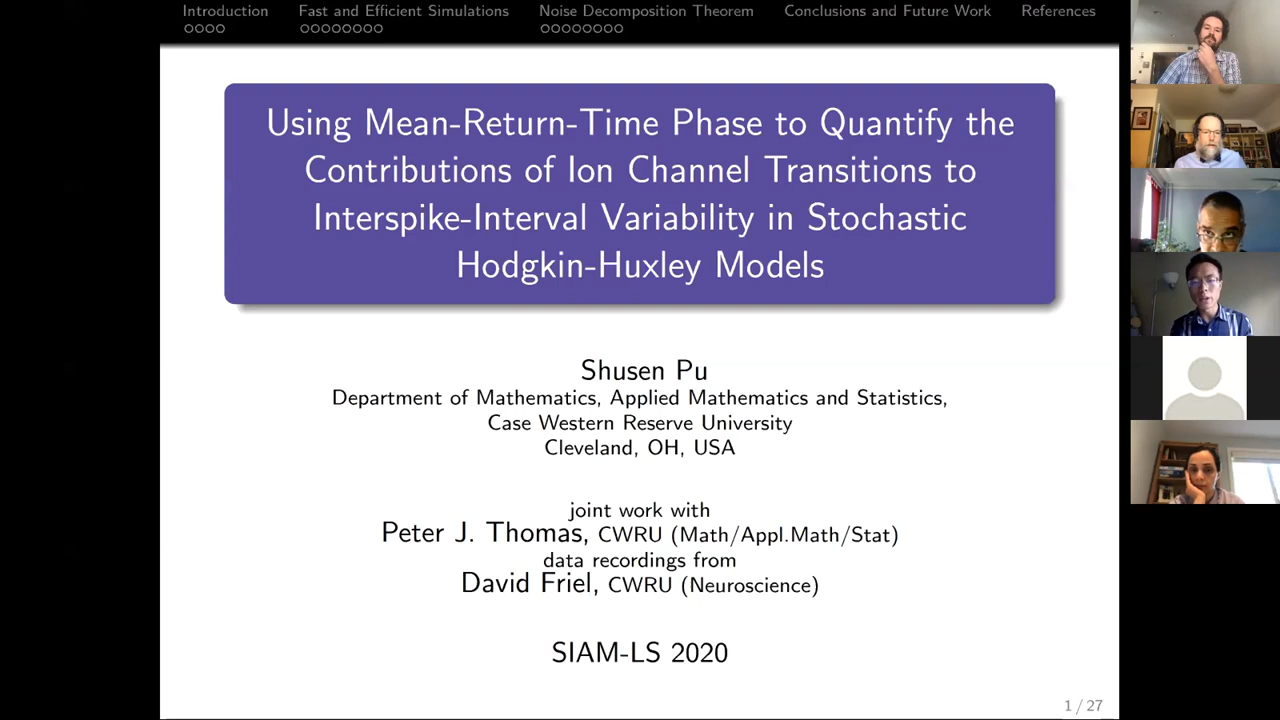 Introduction Fast and Efficient Simulations Noise Decomposition Theorem Conclusions and Future Work References
Using Mean-Return-Time Phase to Quantify the
Contributions of Ion Channel Transitions to
Interspike-Interval Variability in Stochastic
Hodgkin-Huxley Models
Shusen Pu
Department of Mathematics, Applied Mathematics and Statistics,
Case Western Reserve University
Cleveland, OH, USA
joint work with
Peter J. Thomas, CWRU (Math/Appl.Math/Stat)
data recordings from
David Friel, CWRU (Neuroscience)
SIAM-LS 2020
1 / 27